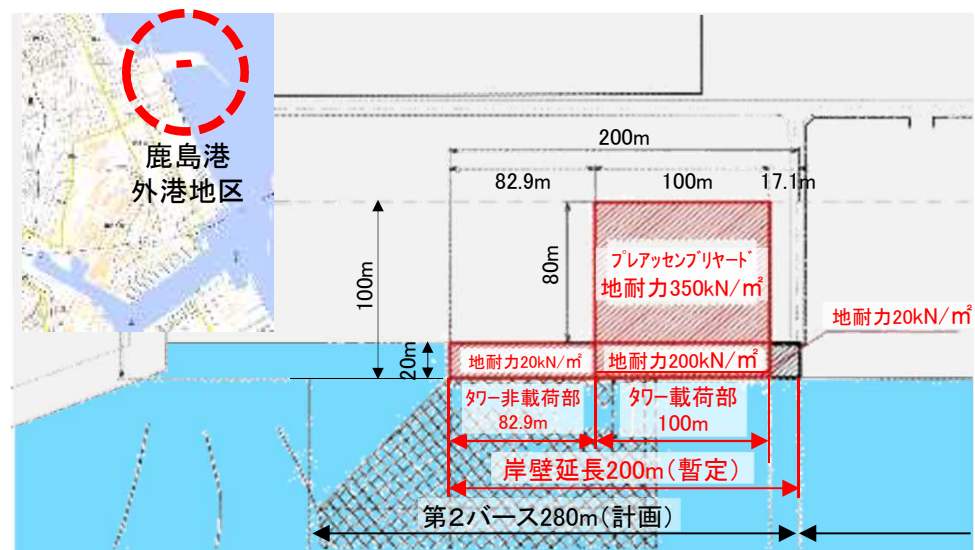 鹿島港
外港地区
200m
82.9m
100m
17.1m
100m
80m
20m
プレアッセンブリヤード
地耐力350kN/㎡
地耐力20kN/㎡
地耐力20kN/㎡
地耐力200kN/㎡
タワー非載荷部
82.9m
タワー載荷部
100m
岸壁延長200m(暫定)
第2バース280m(計画)